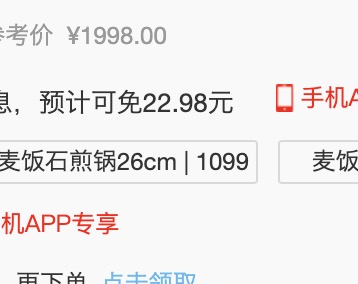 参考价 ¥1998.00
息，预计可免22.98元 手机A
麦饭石煎锅26cm | 1099 麦饭
机APP专享
，再下单 点击领取